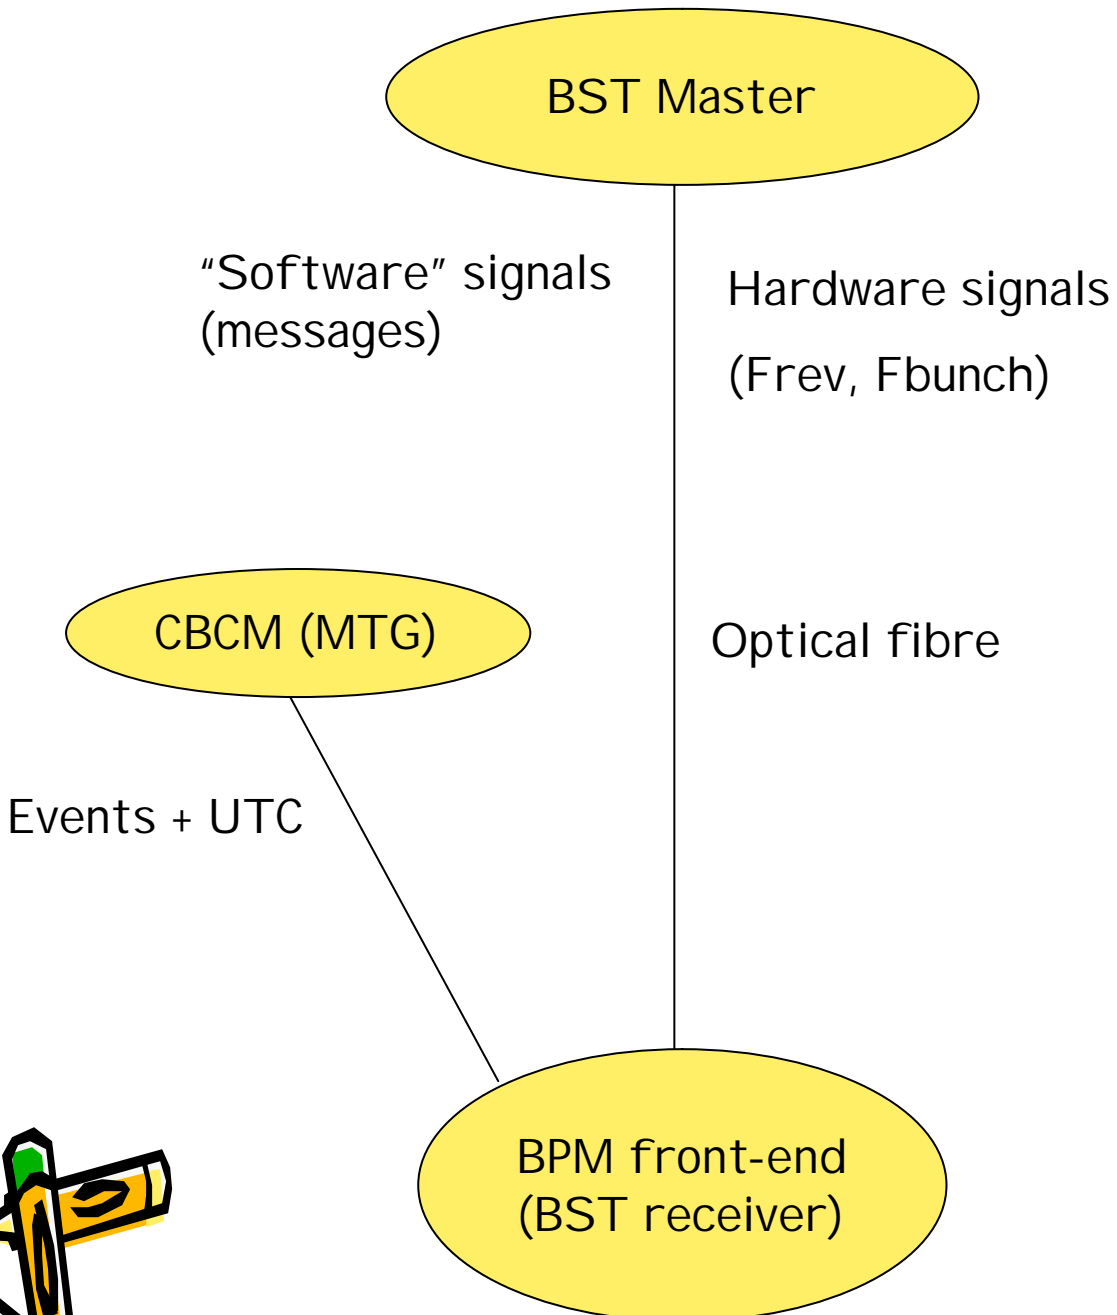 BST Master
“Software” signals
(messages)
Hardware signals
(Frev, Fbunch)
CBCM (MTG)
Optical fibre
Events + UTC
BPM front-end
(BST receiver)